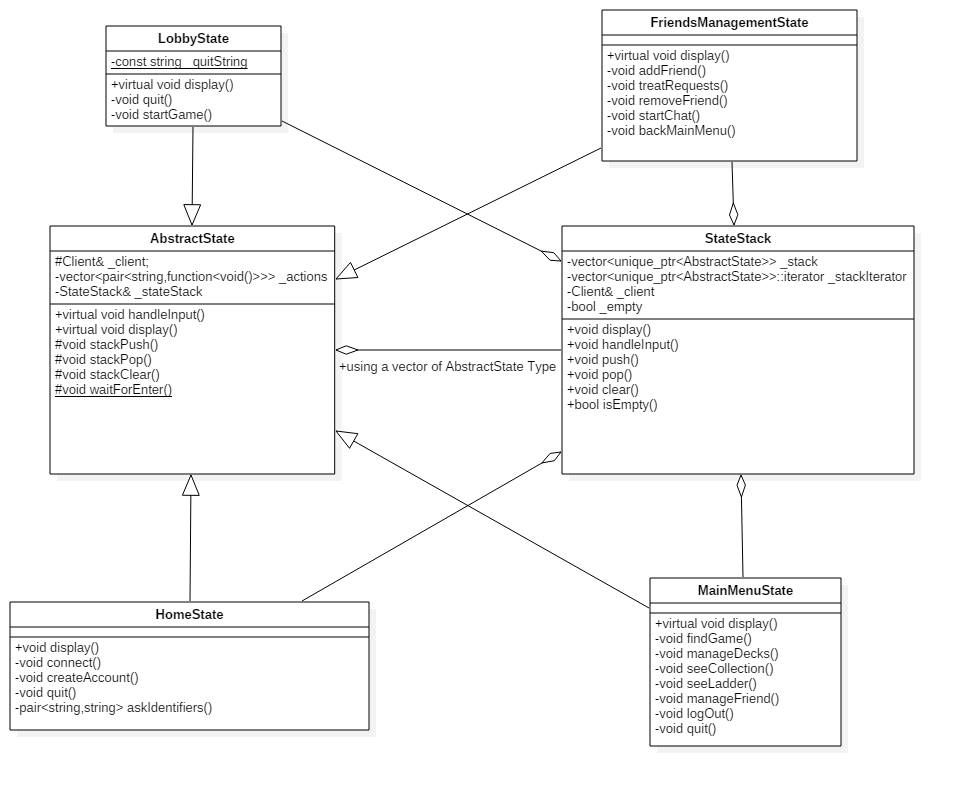 LobbyState
-const string _quitString
+virtual void display()
-void quit()
-void startGame()
FriendsManagementState
+virtual void display()
-void addFriend()
-void treatRequests()
-void removeFriend()
-void startChat()
-void backMainMenu()
AbstractState
#Client& _client;
-vector<pair<string,function<void()>>> _actions
-StateStack& _stateStack
+virtual void handleInput()
+virtual void display()
#void stackPush()
#void stackPop()
#void stackClear()
#void waitForEnter()
+using a vector of AbstractState Type
StateStack
-vector<unique_ptr<AbstractState>> _stack
-vector<unique_ptr<AbstractState>>::iterator _stackIterator
-Client& _client
-bool _empty
+void display()
+void handleInput()
+void push()
+void pop()
+void clear()
+bool isEmpty()
HomeState
+void display()
-void connect()
-void createAccount()
-void quit()
-pair<string,string> askIdentifiers()
MainMenuState
+virtual void display()
-void findGame()
-void manageDecks()
-void seeCollection()
-void seeLadder()
-void manageFriend()
-void logOut()
-void quit()